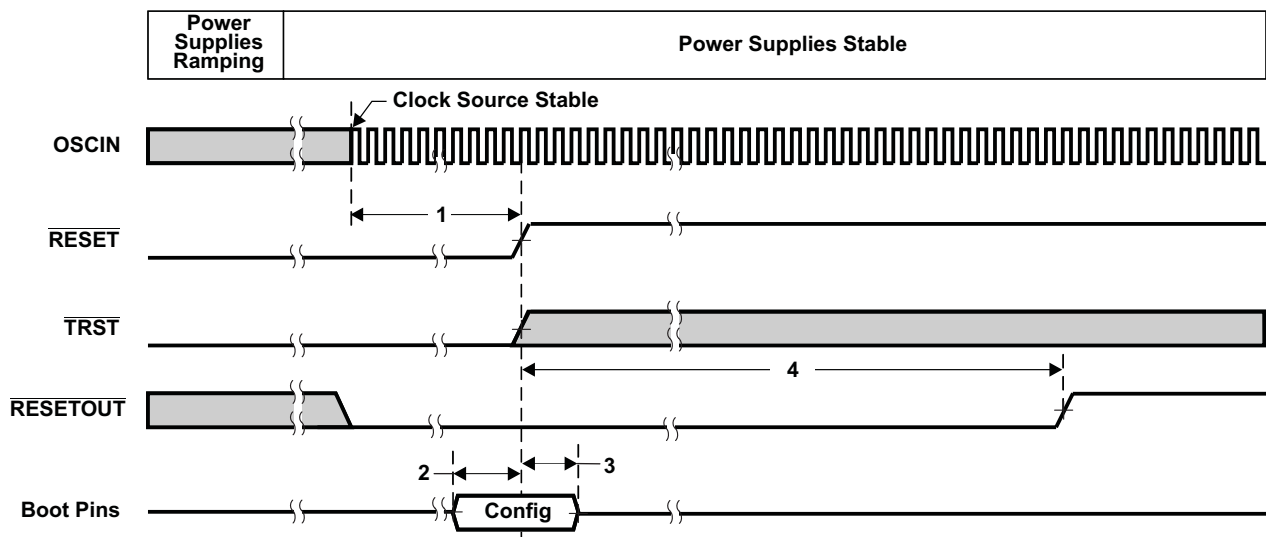 Power
Supplies
Ramping
Power Supplies Stable
Clock Source Stable
OSCIN
1
RESET
TRST
4
RESETOUT
2
3
Boot Pins
Config